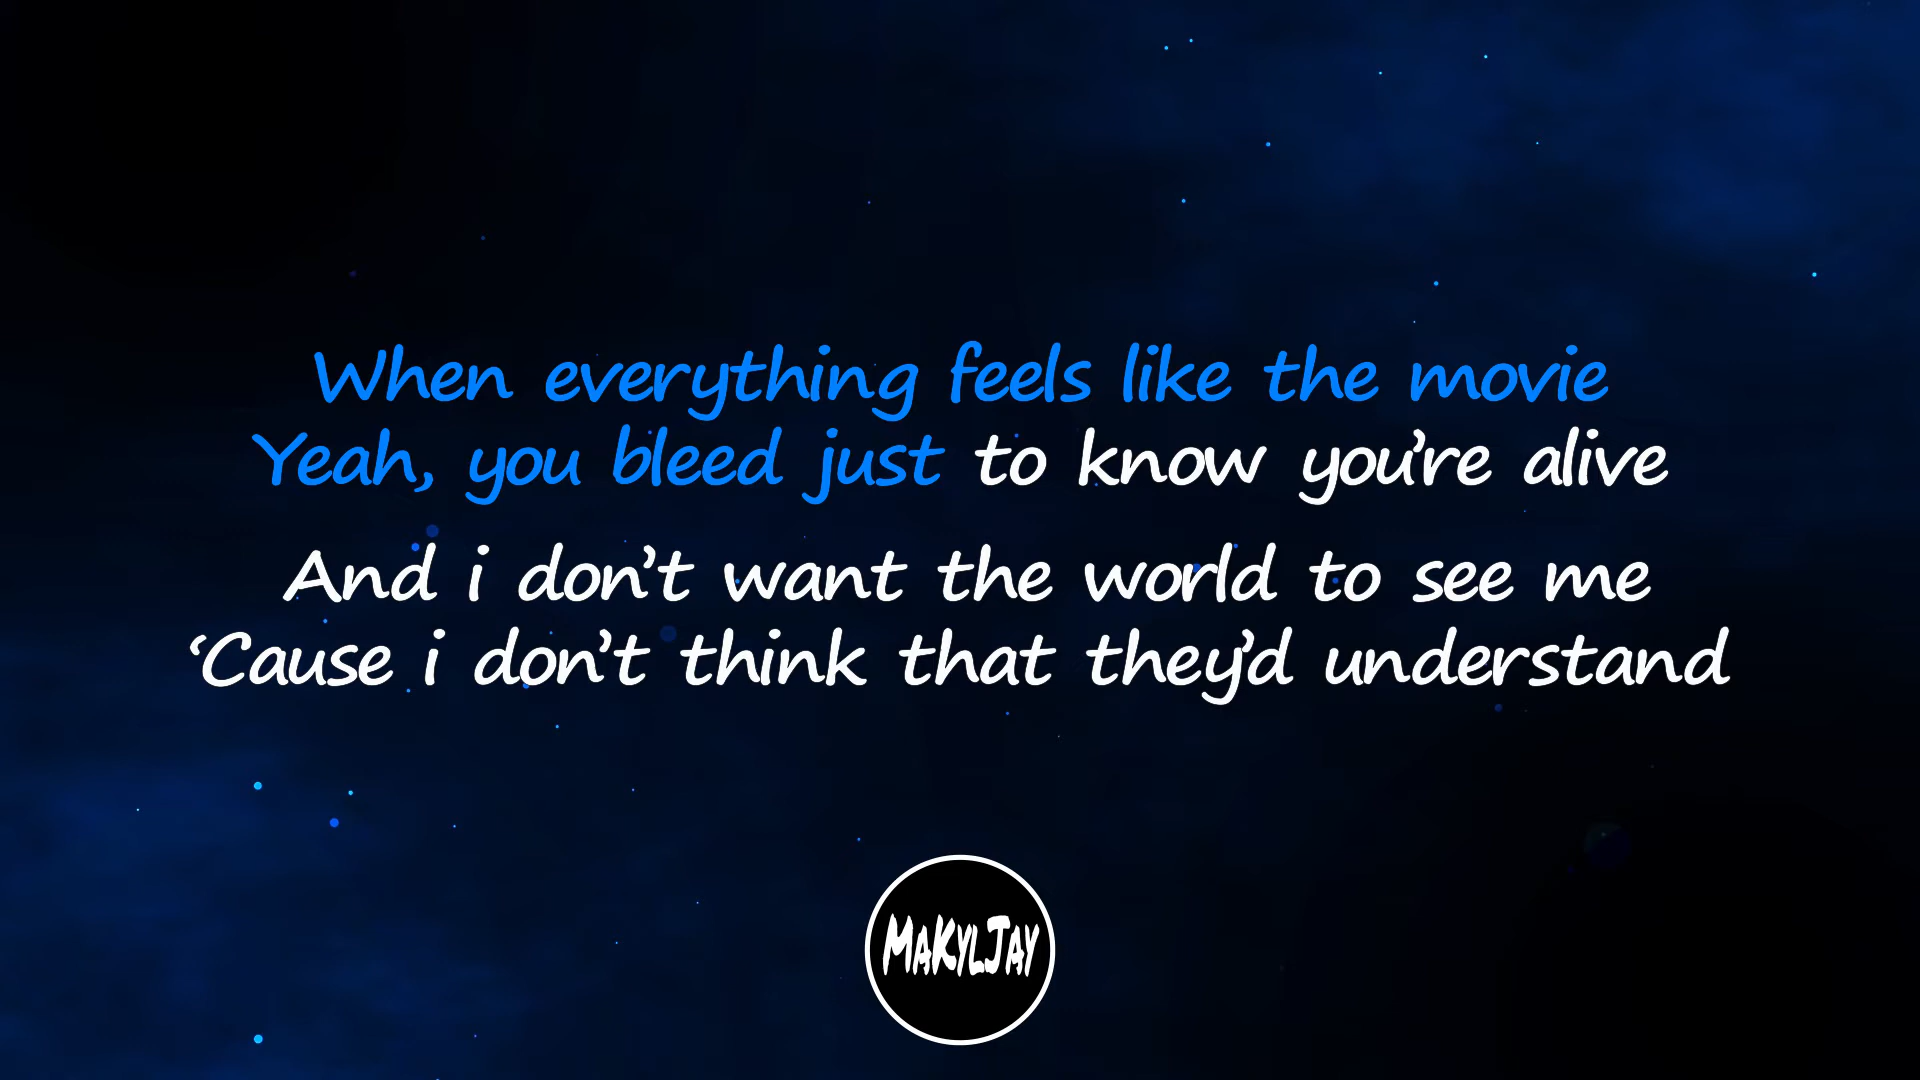 When everything feels like the movie
Yeah, you bleed just to know you’re alive
And i don’t want the world to see me
‘Cause i don’t think that they’d understand
MAKYLJAY